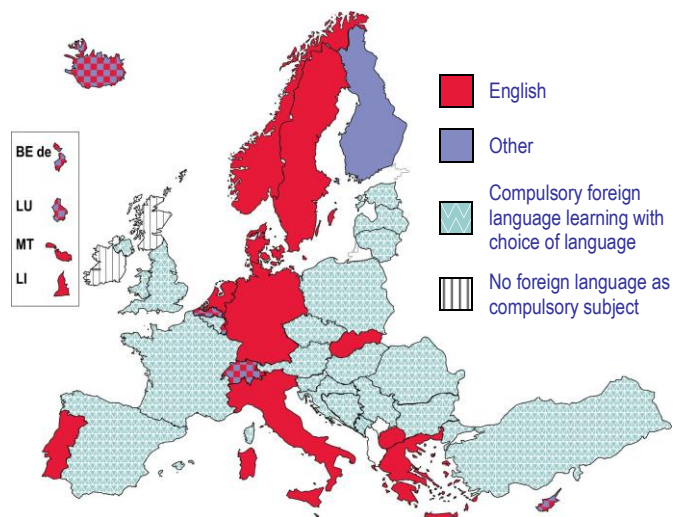 English
Other
Compulsory foreign
language learning with
choice of language
No foreign language as
compulsory subject
BE de
LU
MT
LI